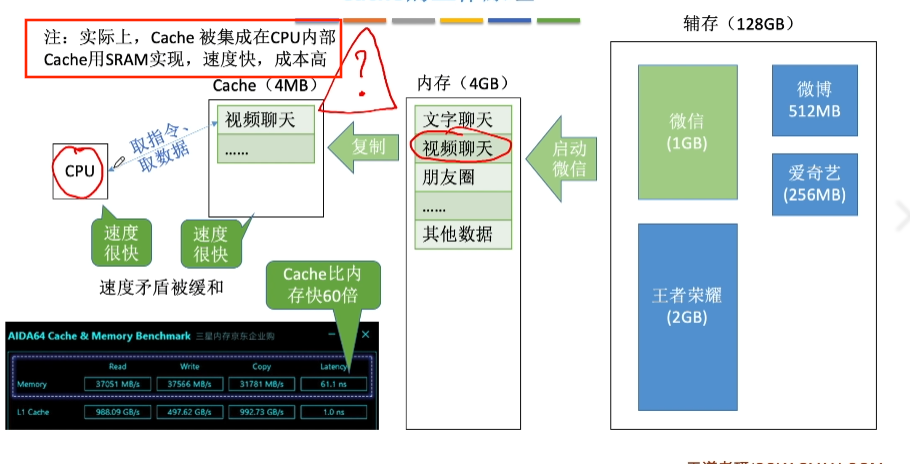 注：实际上，Cache 被集成在CPU内部
Cache用SRAM实现，速度快，成本高
?
Cache（4MB）
内存（4GB）
辅存（128GB）
视频聊天
……
取指令、
取数据
CPU
复制
文字聊天
视频聊天
朋友圈
……
其他数据
启动
微信
微信
(1GB)
微博
512MB
爱奇艺
(256MB)
王者荣耀
(2GB)
速度
很快
速度
很快
速度矛盾被缓和
Cache比内
存快60倍
AIDA64 Cache & Memory Benchmark 三星内存京东企业购
Read Write Copy Latency
Memory 37051 MB/s 37566 MB/s 31781 MB/s 61.1 ns
L1 Cache 988.09 GB/s 497.62 GB/s 992.73 GB/s 1.0 ns